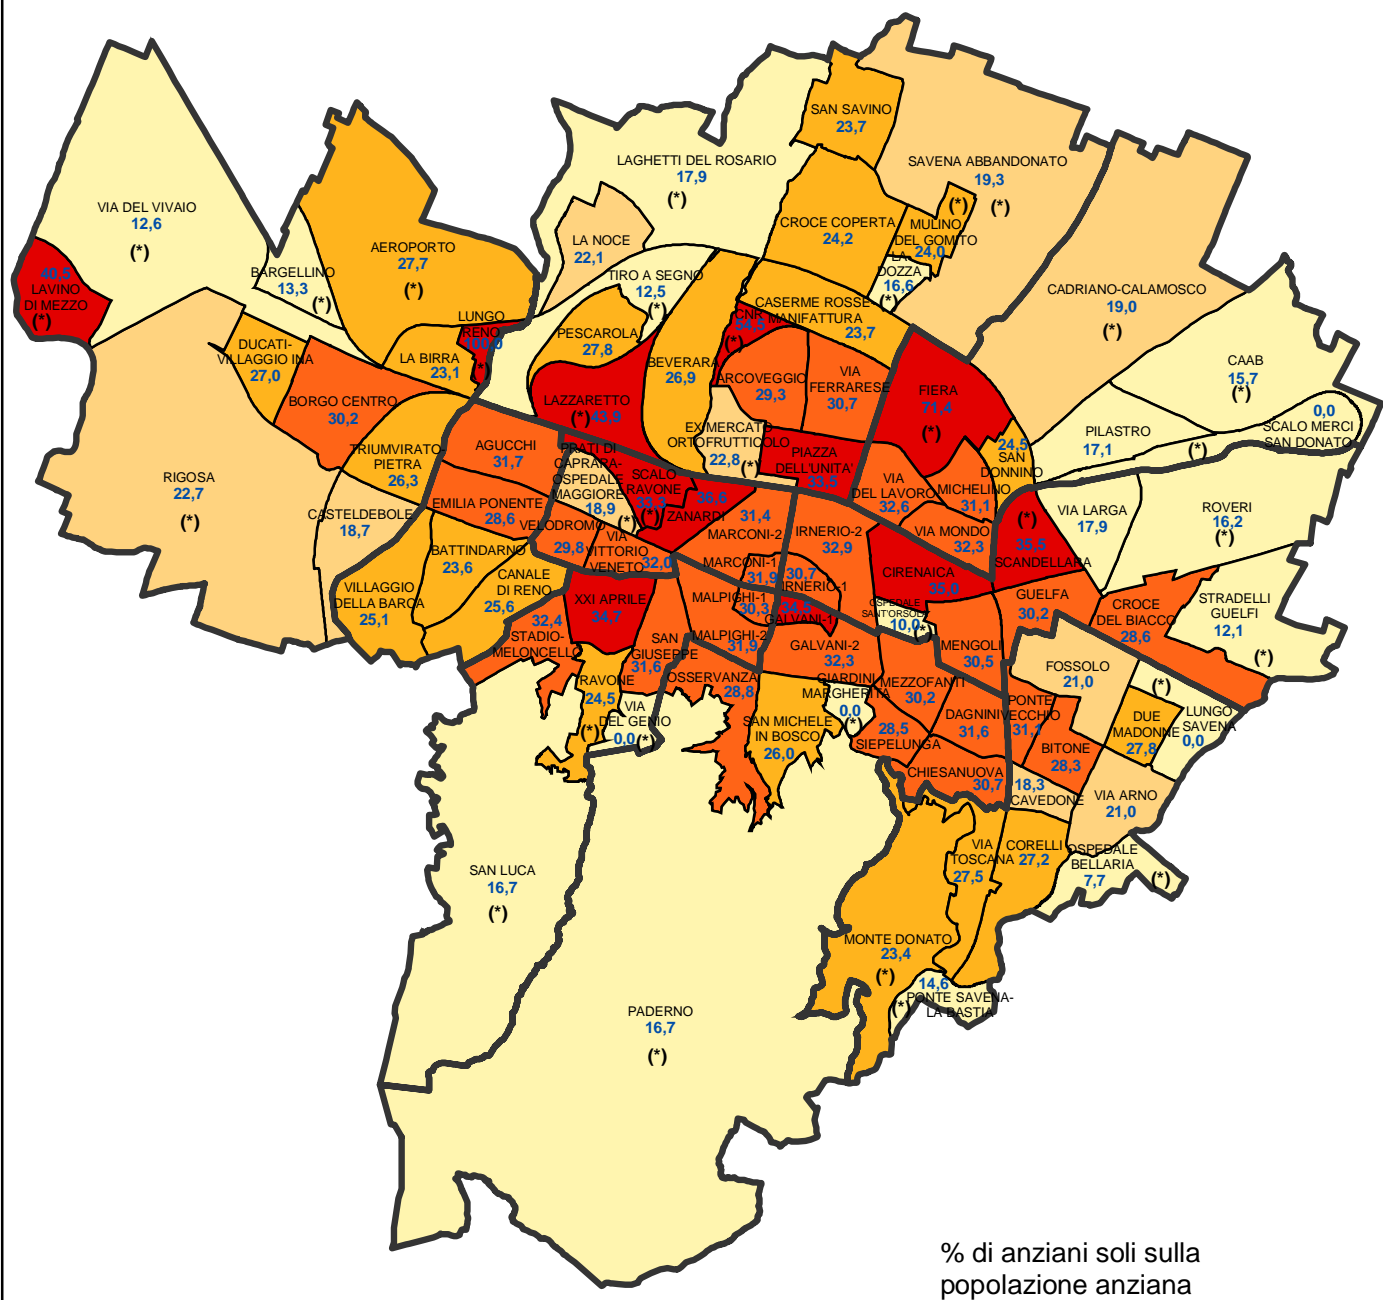 SAN SAVINO
23,7
LAGHETTI DEL ROSARIO
17,9
(*)
SAVENA ABBANDONATO
19,3
(*)
(*)
VIA DEL VIVAIO
12,6
(*)
LA NOCE
22,1
CROCE COPERTA
24,2
MULINO
DEL GOMITO
24,0
LA
DOZZA
16,6
(*)
AEROPORTO
27,7
(*)
BARGELLINO
13,3
(*)
40,5
LAVINO
DI MEZZO
(*)
TIRO A SEGNO
12,5
(*)
CADRIANO-CALAMOSCO
19,0
(*)
CASERME ROSSE-
MANIFATTURA
23,7
CNR
54,5
(*)
LUNGO
RENO
100,0
(*)
PESCAROLA
27,8
DUCATI-
VILLAGGIO INA
27,0
LA BIRRA
23,1
BEVERARA
26,9
ARCOVEGGIO
29,3
VIA
FERRARESE
30,7
FIERA
71,4
(*)
CAAB
15,7
(*)
BORGO CENTRO
30,2
LAZZARETTO
(*)
43,9
0,0
SCALO MERCI
SAN DONATO
(*)
PILASTRO
17,1
EX MERCATO
ORTOFRUTTICOLO
22,8
(*)
AGUCCHI
31,7
TRIUMVIRATO-
PIETRA
26,3
PRATI DI
CAPRARA-
OSPEDALE
MAGGIORE
18,9
(*)
PIAZZA
DELL'UNITA'
33,5
24,5
SAN
DONNINO
RIGOSA
22,7
(*)
SCALO
RAVONE
33,3
(*)
36,6
ZANARDI
VIA
DEL LAVORO
32,6
MICHELINO
31,1
CASTELDEBOLE
18,7
EMILIA PONENTE
28,6
VELODROMO
29,8
VIA
VITTORIO
VENETO
32,0
31,4
MARCONI-2
IRNERIO-2
32,9
VIA MONDO
32,3
(*)
35,5
SCANDELLARA
VIA LARGA
17,9
ROVERI
16,2
(*)
BATTINDARNO
23,6
MARCONI-1
31,9
30,7
IRNERIO-1
CIRENAICA
35,0
CANALE
DI RENO
25,6
VILLAGGIO
DELLA BARCA
25,1
XXI APRILE
34,7
MALPIGHI-1
30,3
34,5
GALVANI-1
OSPEDALE
SANT'ORSOLA
10,0
(*)
GUELFA
30,2
CROCE
DEL BIACCO
28,6
STRADELLI
GUELFI
12,1
(*)
32,4
STADIO-
MELONCELLO
SAN
GIUSEPPE
31,6
MALPIGHI-2
31,9
GALVANI-2
32,3
MENGOLI
30,5
FOSSOLO
21,0
(*)
RAVONE
24,5
(*)
OSSERVANZA
28,8
GIARDINI
MARGHERITA
0,0
(*)
MEZZOFANTI
30,2
VIA
DEL GENIO
0,0
(*)
SAN MICHELE
IN BOSCO
26,0
28,5
SIEPELUNGA
DAGNINI
31,6
PONTE
VECCHIO
31,1
DUE
MADONNE
27,8
LUNGO
SAVENA
0,0
BITONE
28,3
CHIESANUOVA
30,7
18,3
CAVEDONE
VIA ARNO
21,0
VIA
TOSCANA
27,5
CORELLI
27,2
OSPEDALE
BELLARIA
7,7
(*)
SAN LUCA
16,7
(*)
MONTE DONATO
23,4
(*)
14,6
(*)
PONTE SAVENA-
LA BASTIA
PADERNO
16,7
(*)
% di anziani soli sulla
popolazione anziana